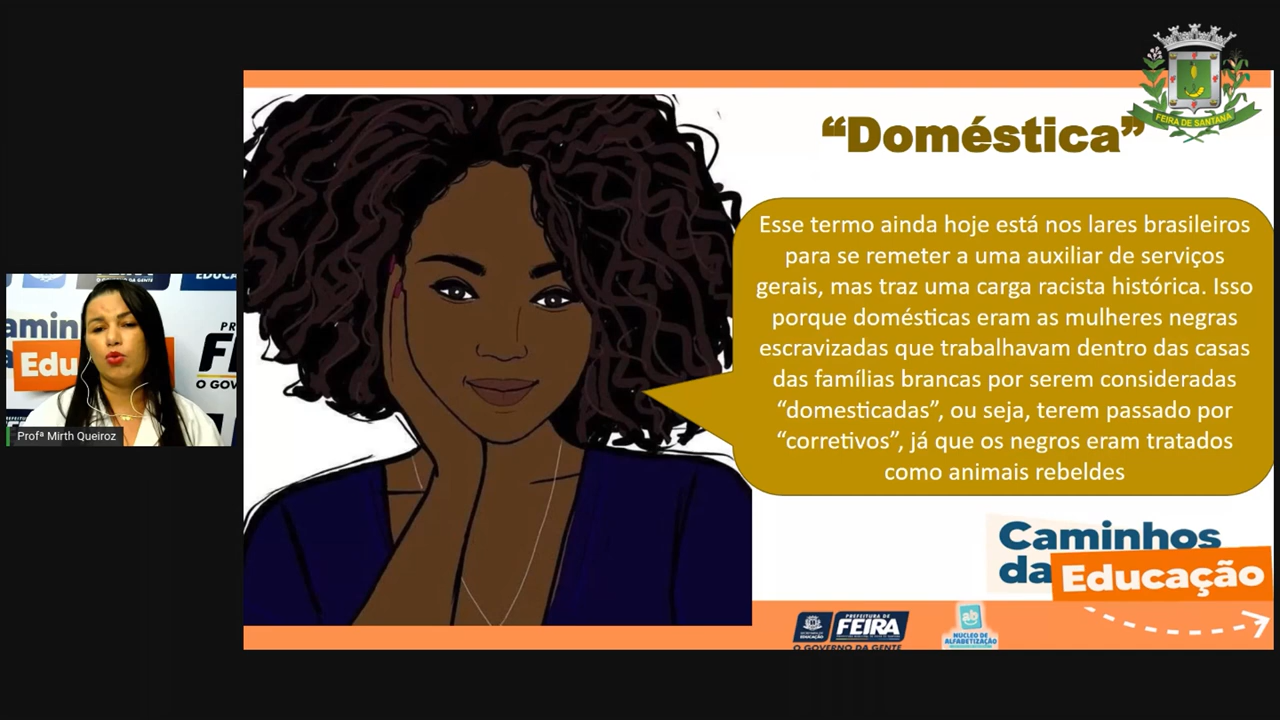 FEIRA DE SANTANA
“Doméstica”
Esse termo ainda hoje está nos lares brasileiros
para se remeter a uma auxiliar de serviços
gerais, mas traz uma carga racista histórica. Isso
porque domésticas eram as mulheres negras
escravizadas que trabalhavam dentro das casas
das famílias brancas por serem consideradas
“domesticadas”, ou seja, terem passado por
“corretivos”, já que os negros eram tratados
como animais rebeldes
Profª Mirth Queiroz
Caminhos
da Educação
PREFEITURA DE
FEIRA
O GOVERNO DA GENTE
SECRETARIA DE
EDUCAÇÃO
ab
NÚCLEO DE
ALFABETIZAÇÃO